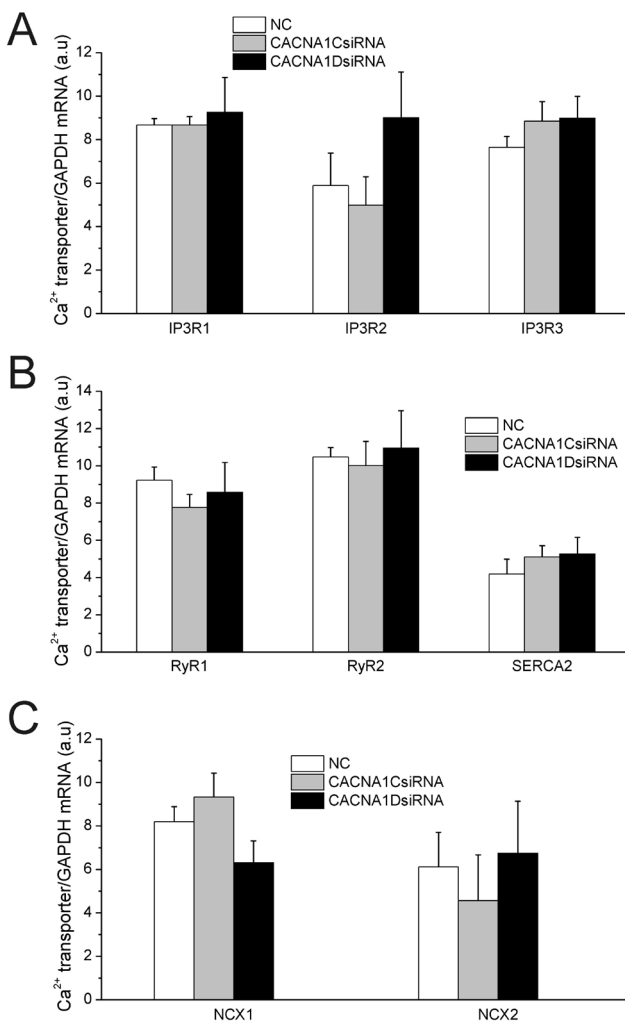 A
NC
CACNA1CsiRNA
CACNA1DsiRNA
Ca2+ transporter/GAPDH mRNA (a.u)
12
10
8
6
4
2
0
IP3R1 IP3R2 IP3R3
B
NC
CACNA1CsiRNA
CACNA1DsiRNA
Ca2+ transporter/GAPDH mRNA (a.u)
14
12
10
8
6
4
2
0
RyR1 RyR2 SERCA2
C
NC
CACNA1CsiRNA
CACNA1DsiRNA
Ca2+ transporter/GAPDH mRNA (a.u)
12
10
8
6
4
2
0
NCX1 NCX2